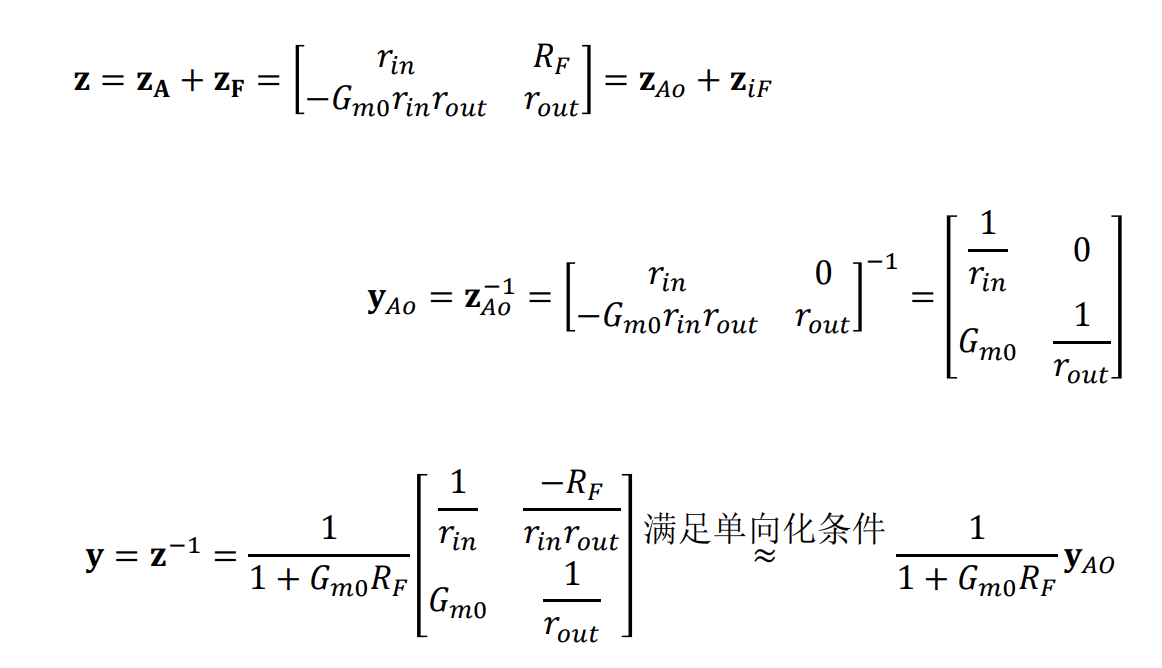 $\mathbf{z} = \mathbf{z_A} + \mathbf{z_F} = \begin{bmatrix} r_{in} & R_F \\ -G_{m0}r_{in}r_{out} & r_{out} \end{bmatrix} = \mathbf{z}_{Ao} + \mathbf{z}_{iF}$
$\mathbf{y}_{Ao} = \mathbf{z}_{Ao}^{-1} = \begin{bmatrix} r_{in} & 0 \\ -G_{m0}r_{in}r_{out} & r_{out} \end{bmatrix}^{-1} = \begin{bmatrix} \frac{1}{r_{in}} & 0 \\ G_{m0} & \frac{1}{r_{out}} \end{bmatrix}$
$\mathbf{y} = \mathbf{z}^{-1} = \frac{1}{1 + G_{m0}R_F} \begin{bmatrix} \frac{1}{r_{in}} & \frac{-R_F}{r_{in}r_{out}} \\ G_{m0} & \frac{1}{r_{out}} \end{bmatrix} \overset{满足单向化条件}{\approx} \frac{1}{1 + G_{m0}R_F} \mathbf{y}_{AO}$